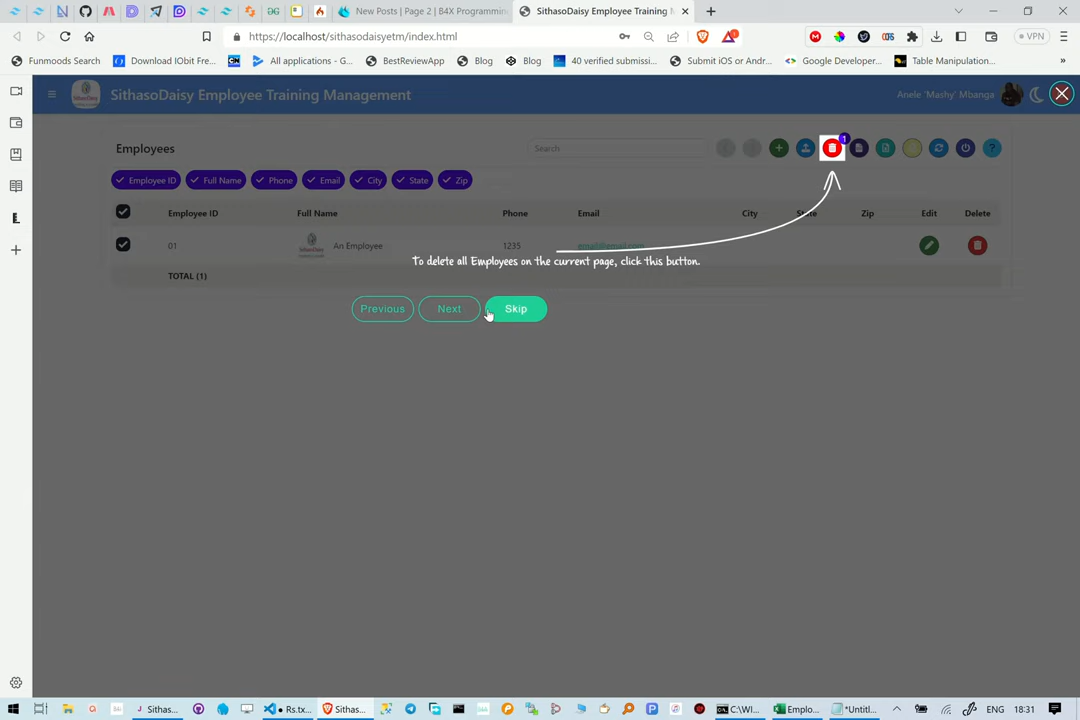 New Posts | Page 2 | B4X Programmin
SithasoDaisy Employee Training
https://localhost/sithasodaisyetm/index.html
VPN
Funmoods Search
Download IObit Fre...
All applications - G...
BestReviewApp
Blog
Blog
40 verified submissi...
Submit iOS or Andr...
Google Developer...
Table Manipulation...
SithasoDaisy Employee Training Management
Anele 'Mashy' Mbanga
Employees
Search
1
Employee ID
Full Name
Phone
Email
City
State
Zip
Employee ID Full Name Phone Email City State Zip Edit Delete
01 An Employee 1235 email@email.com
To delete all Employees on the current page, click this button.
TOTAL (1)
Previous
Next
Skip
Sithas...
Rs.tx...
Sithas...
C:\WI...
Emplo...
*Untitl...
ENG
18:31